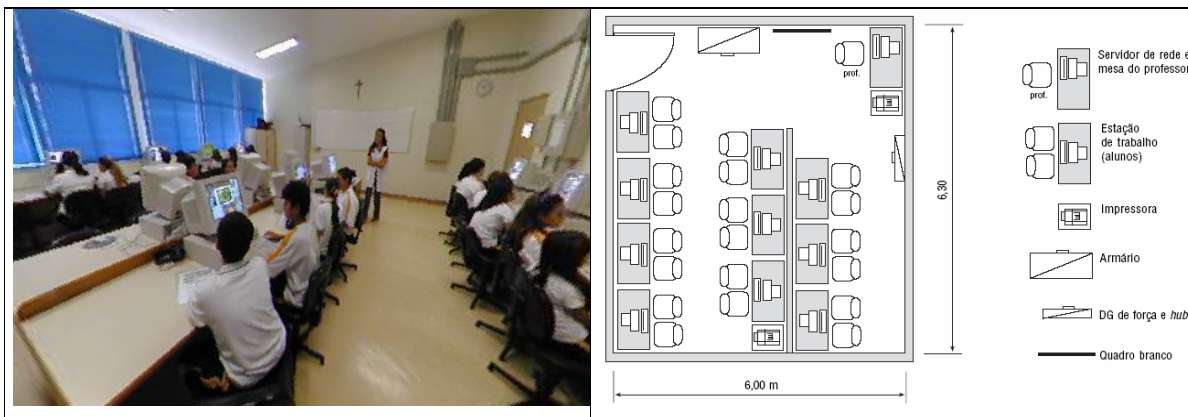 prof.
6,30
6,00 m
Servidor de rede e
mesa do professor
prof.
Estação
de trabalho
(alunos)
Impressora
Armário
DG de força e hub
Quadro branco